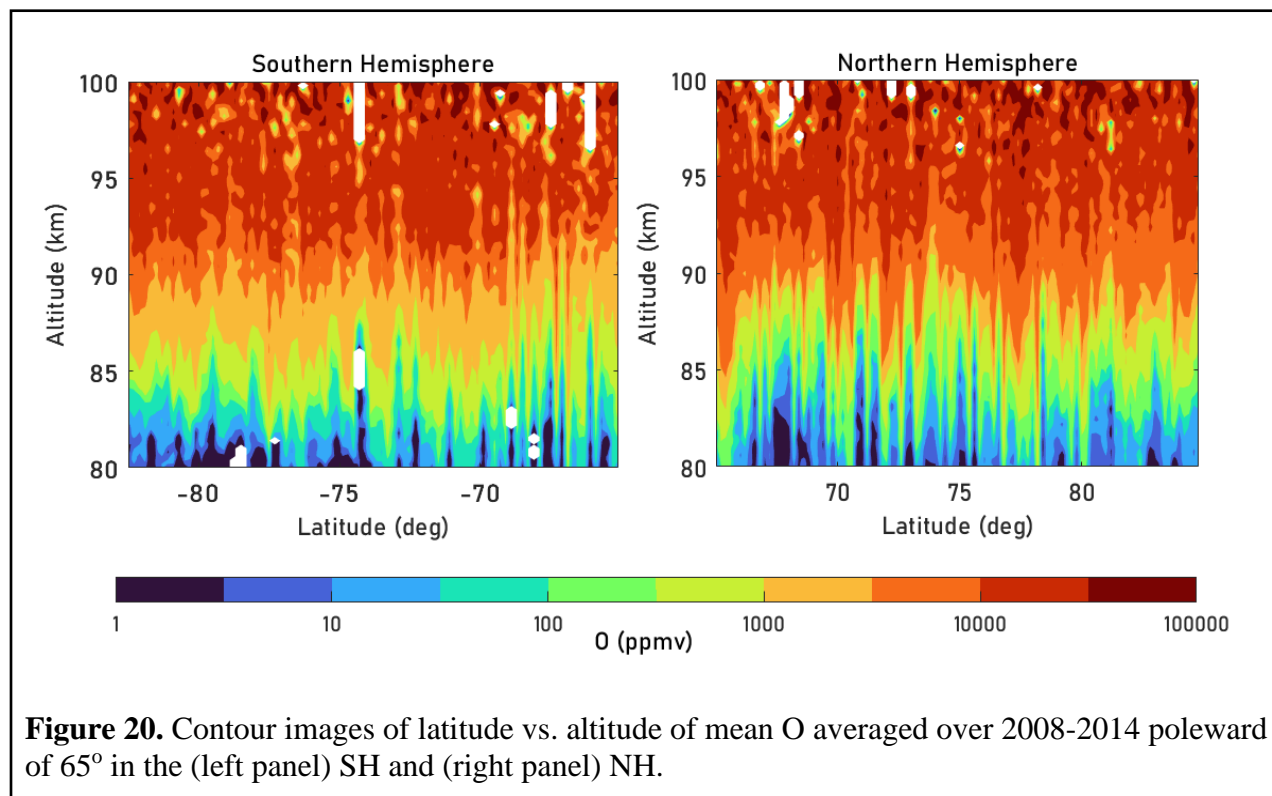 Southern Hemisphere
Northern Hemisphere
100
95
90
85
80
Altitude (km)
-80
-75
-70
Latitude (deg)
100
95
90
85
80
Altitude (km)
70
75
80
Latitude (deg)
1
10
100
1000
10000
100000
O (ppmv)
Figure 20. Contour images of latitude vs. altitude of mean O averaged over 2008-2014 poleward
of 65° in the (left panel) SH and (right panel) NH.